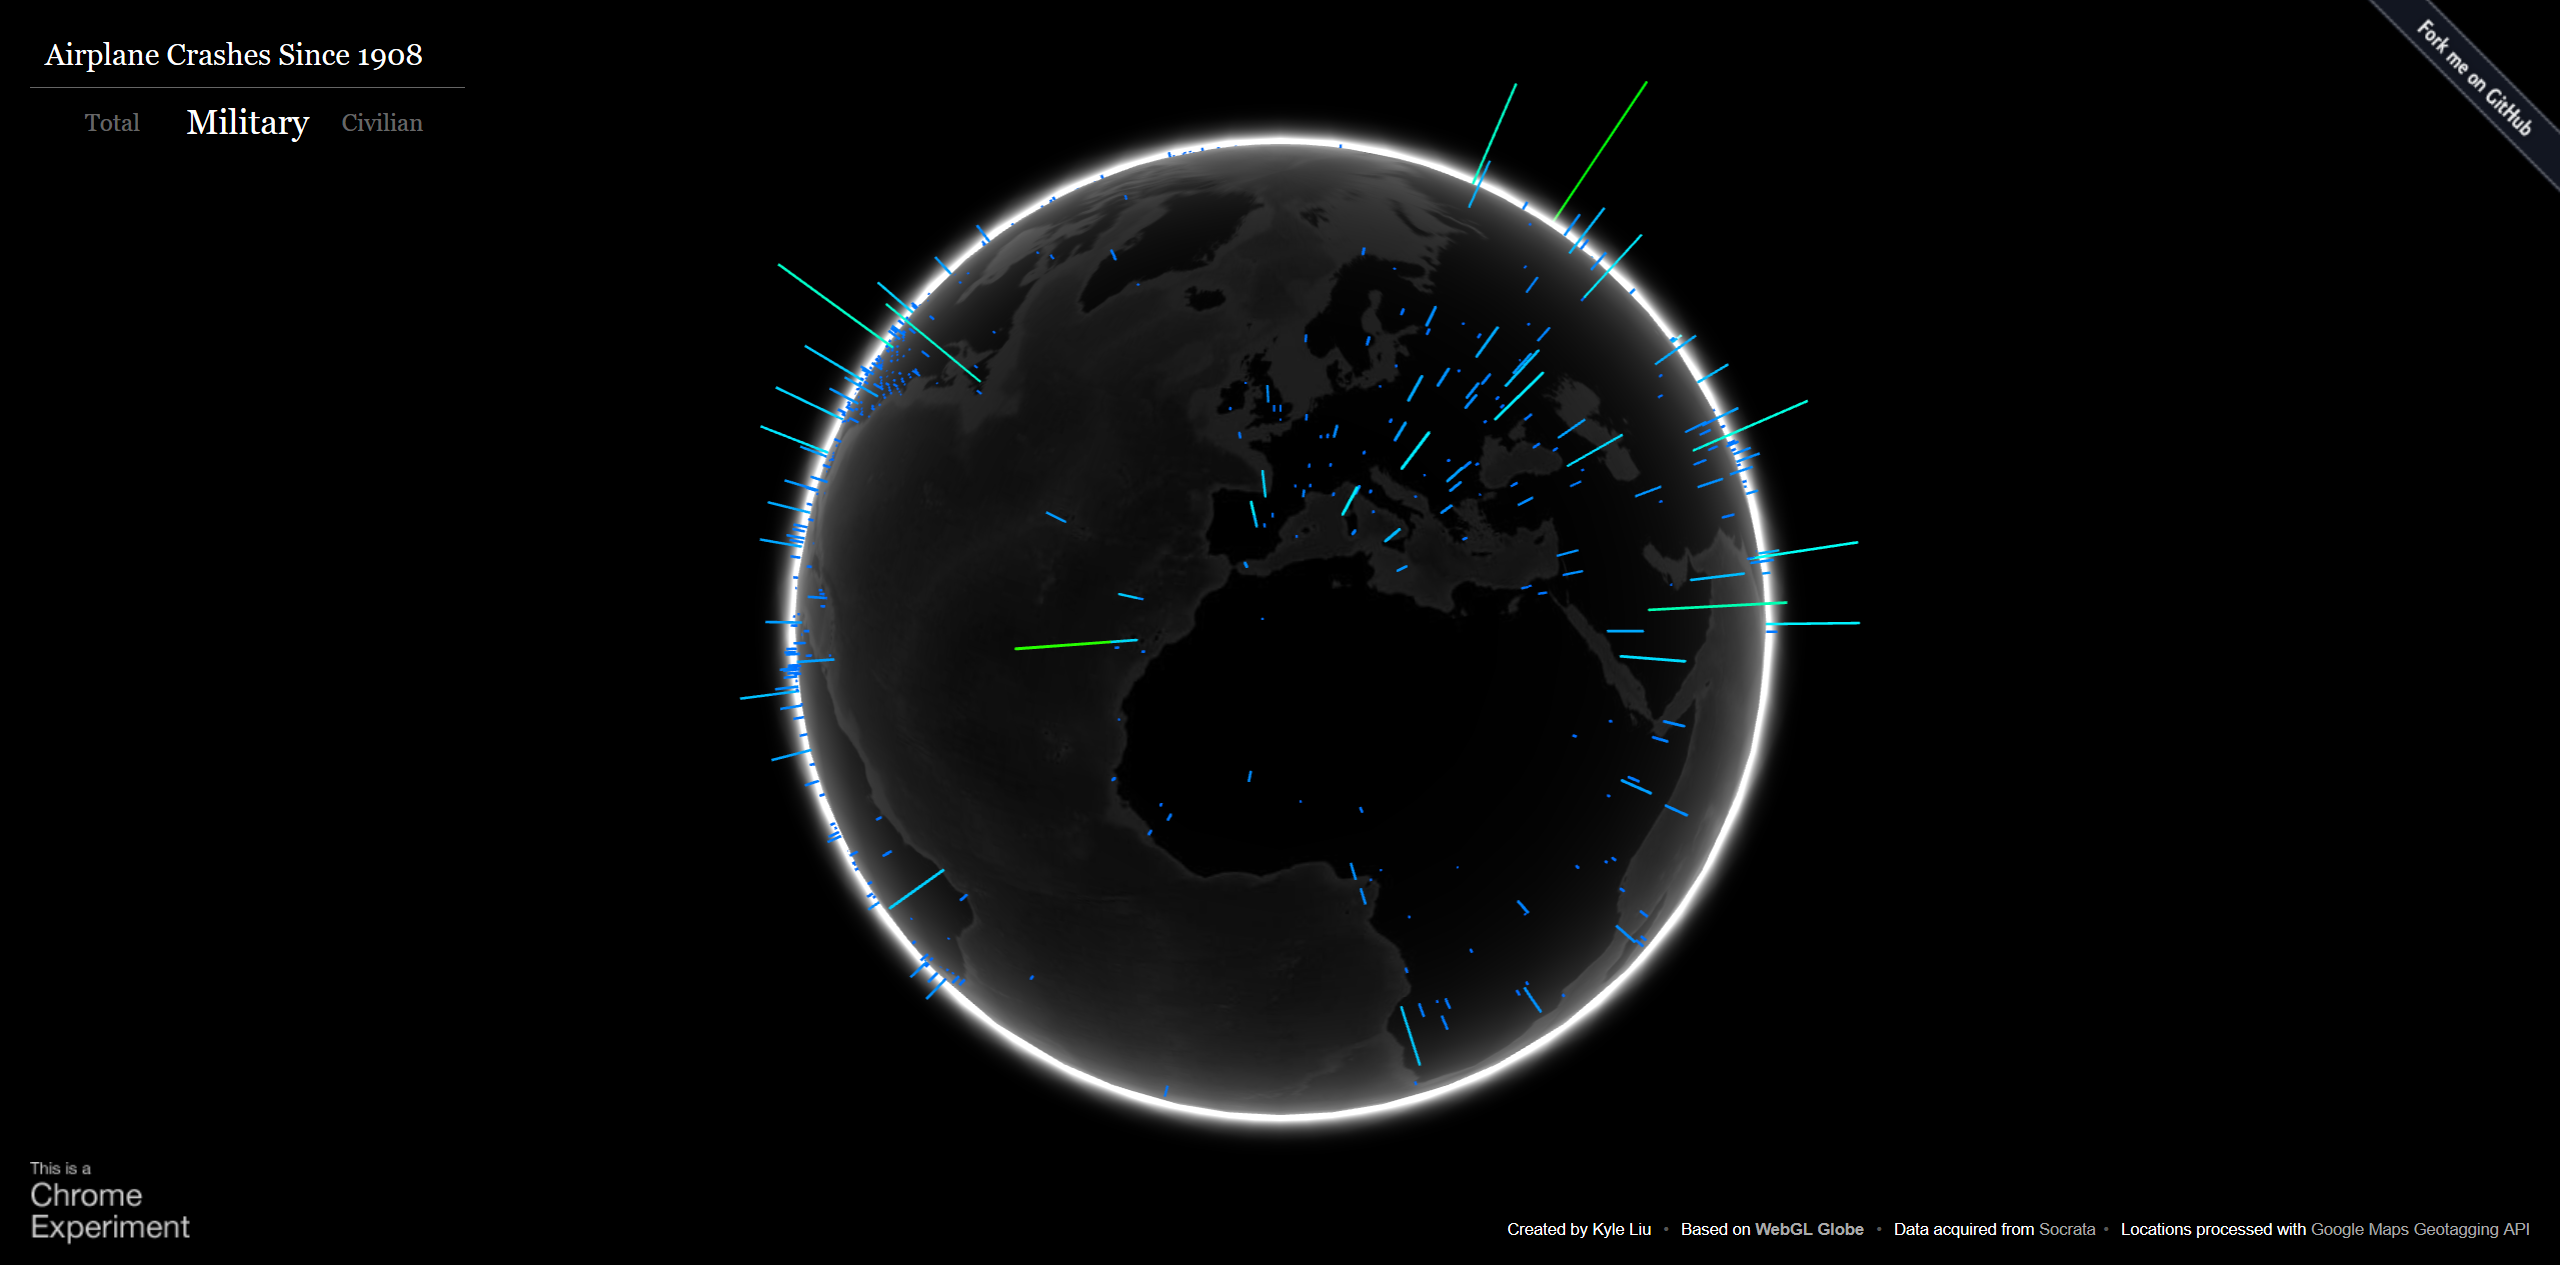 Airplane Crashes Since 1908
Total Military Civilian
Fork me on GitHub
This is a
Chrome
Experiment
Created by Kyle Liu • Based on WebGL Globe • Data acquired from Socrata • Locations processed with Google Maps Geotagging API